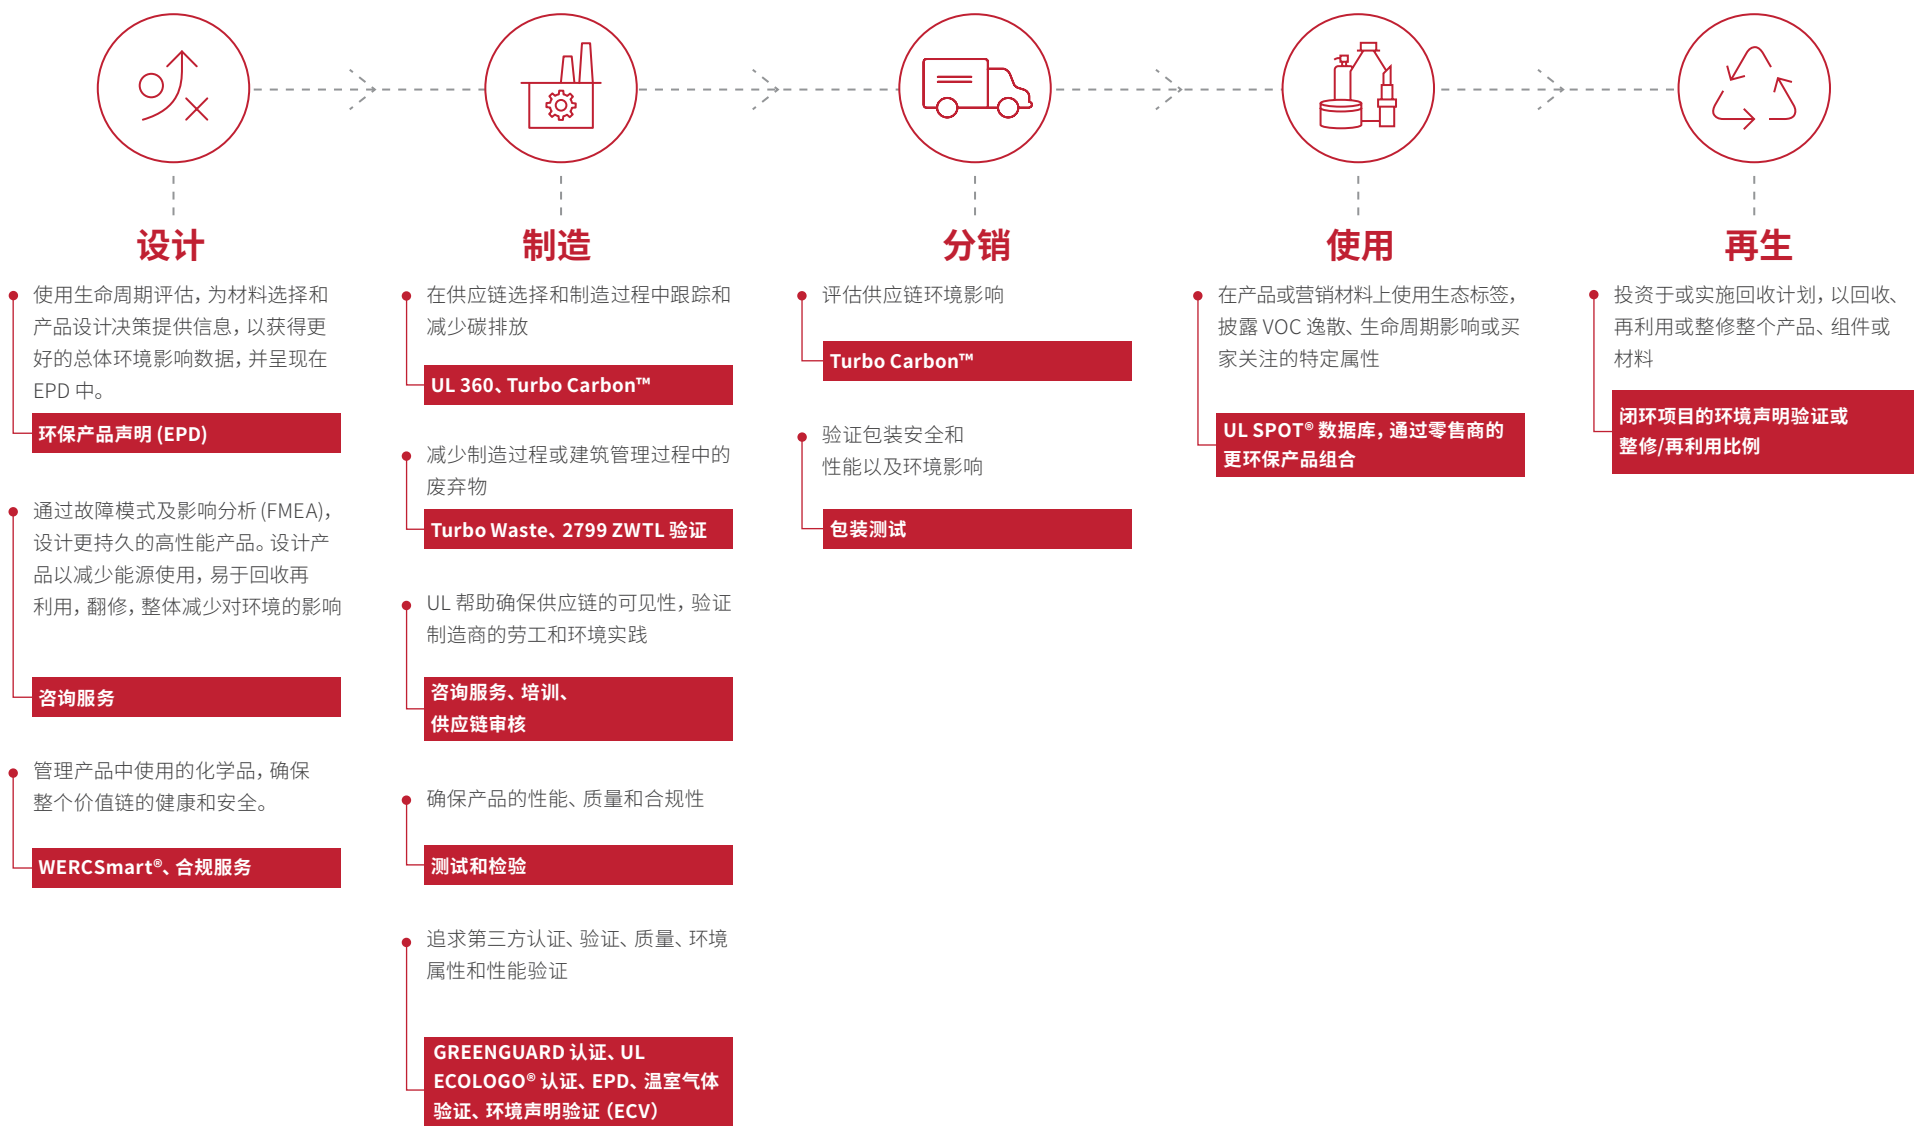 设计
使用生命周期评估，为材料选择和
产品设计决策提供信息，以获得更
好的总体环境影响数据，并呈现在
EPD 中。
环保产品声明 (EPD)
通过故障模式及影响分析 (FMEA)，
设计更持久的高性能产品。设计产
品以减少能源使用，易于回收再
利用，翻修，整体减少对环境的影响
咨询服务
管理产品中使用的化学品，确保
整个价值链的健康和安全。
WERCSmart®、合规服务
制造
在供应链选择和制造过程中跟踪和
减少碳排放
UL 360、Turbo Carbon™
减少制造过程或建筑管理过程中的
废弃物
Turbo Waste、2799 ZWTL 验证
UL 帮助确保供应链的可见性，验证
制造商的劳工和环境实践
咨询服务、培训、
供应链审核
确保产品的性能、质量和合规性
测试和检验
追求第三方认证、验证、质量、环境
属性和性能验证
GREENGUARD 认证、UL
ECOLOGO® 认证、EPD、温室气体
验证、环境声明验证（ECV）
分销
评估供应链环境影响
Turbo Carbon™
验证包装安全和
性能以及环境影响
包装测试
使用
在产品或营销材料上使用生态标签，
披露 VOC 逸散、生命周期影响或买
家关注的特定属性
UL SPOT® 数据库，通过零售商的
更环保产品组合
再生
投资于或实施回收计划，以回收、
再利用或整修整个产品、组件或
材料
闭环项目的环境声明验证或
整修/再利用比例